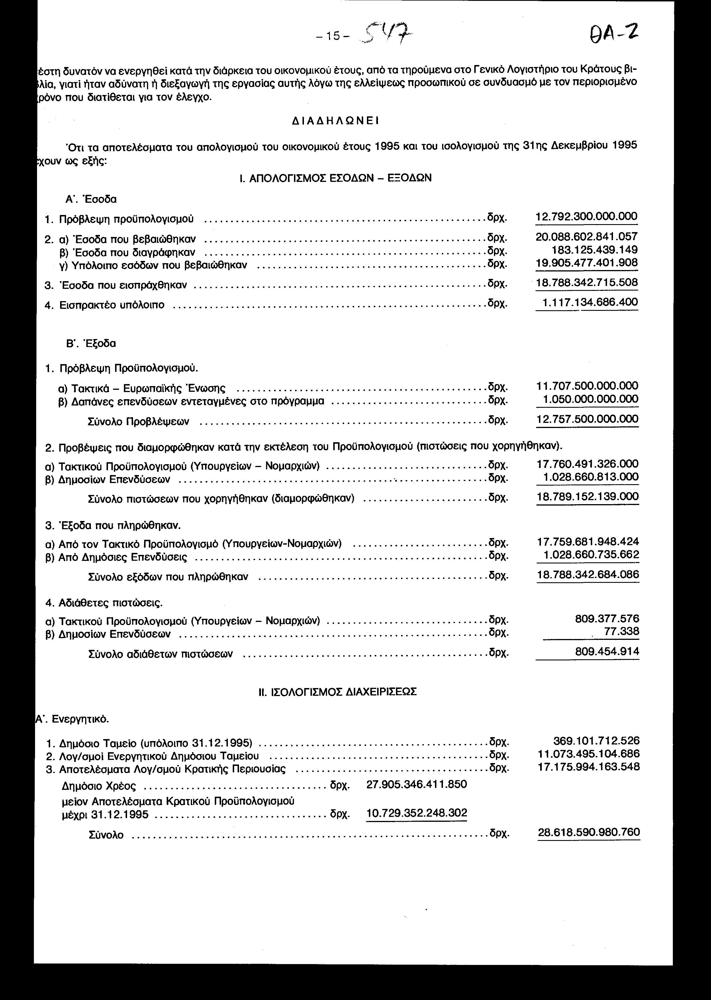 - 15 - 547 ΘΑ-2
έστη δυνατόν να ενεργηθεί κατά την διάρκεια του οικονομικού έτους, από τα τηρούμενα στο Γενικό Λογιστήριο του Κράτους βι-
λία, γιατί ήταν αδύνατη ή διεξαγωγή της εργασίας αυτής λόγω της ελλείψεως προσωπικού σε συνδυασμό με τον περιορισμένο
ρόνο που διατίθεται για τον έλεγχο.
ΔΙΑΔΗΛΩΝΕΙ
Ότι τα αποτελέσματα του απολογισμού του οικονομικού έτους 1995 και του ισολογισμού της 31ης Δεκεμβρίου 1995
χουν ως εξής:
Ι. ΑΠΟΛΟΓΙΣΜΟΣ ΕΣΟΔΩΝ – ΕΞΟΔΩΝ
Α΄. Έσοδα
1. Πρόβλεψη προϋπολογισμού ........ δρχ. 12.792.300.000.000
2. α) Έσοδα που βεβαιώθηκαν ........ δρχ. 20.088.602.841.057
β) Έσοδα που διαγράφηκαν ........ δρχ. 183.125.439.149
γ) Υπόλοιπο εσόδων που βεβαιώθηκαν ........ δρχ. 19.905.477.401.908
3. Έσοδα που εισπράχθηκαν ........ δρχ. 18.788.342.715.508
4. Εισπρακτέο υπόλοιπο ........ δρχ. 1.117.134.686.400
Β΄. Έξοδα
1. Πρόβλεψη Προϋπολογισμού.
α) Τακτικά – Ευρωπαϊκής Ένωσης ........ δρχ. 11.707.500.000.000
β) Δαπάνες επενδύσεων εντεταγμένες στο πρόγραμμα ........ δρχ. 1.050.000.000.000
Σύνολο Προβλέψεων ........ δρχ. 12.757.500.000.000
2. Προβέψεις που διαμορφώθηκαν κατά την εκτέλεση του Προϋπολογισμού (πιστώσεις που χορηγήθηκαν).
α) Τακτικού Προϋπολογισμού (Υπουργείων – Νομαρχιών) ........ δρχ. 17.760.491.326.000
β) Δημοσίων Επενδύσεων ........ δρχ. 1.028.660.813.000
Σύνολο πιστώσεων που χορηγήθηκαν (διαμορφώθηκαν) ........ δρχ. 18.789.152.139.000
3. Έξοδα που πληρώθηκαν.
α) Από τον Τακτικό Προϋπολογισμό (Υπουργείων-Νομαρχιών) ........ δρχ. 17.759.681.948.424
β) Από Δημόσιες Επενδύσεις ........ δρχ. 1.028.660.735.662
Σύνολο εξόδων που πληρώθηκαν ........ δρχ. 18.788.342.684.086
4. Αδιάθετες πιστώσεις.
α) Τακτικού Προϋπολογισμού (Υπουργείων – Νομαρχιών) ........ δρχ. 809.377.576
β) Δημοσίων Επενδύσεων ........ δρχ. 77.338
Σύνολο αδιάθετων πιστώσεων ........ δρχ. 809.454.914
ΙΙ. ΙΣΟΛΟΓΙΣΜΟΣ ΔΙΑΧΕΙΡΙΣΕΩΣ
Α΄. Ενεργητικό.
1. Δημόσιο Ταμείο (υπόλοιπο 31.12.1995) ........ δρχ. 369.101.712.526
2. Λογ/σμοί Ενεργητικού Δημόσιου Ταμείου ........ δρχ. 11.073.495.104.686
3. Αποτελέσματα Λογ/σμού Κρατικής Περιουσίας ........ δρχ. 17.175.994.163.548
Δημόσιο Χρέος ........ δρχ. 27.905.346.411.850
μείον Αποτελέσματα Κρατικού Προϋπολογισμού
μέχρι 31.12.1995 ........ δρχ. 10.729.352.248.302
Σύνολο ........ δρχ. 28.618.590.980.760